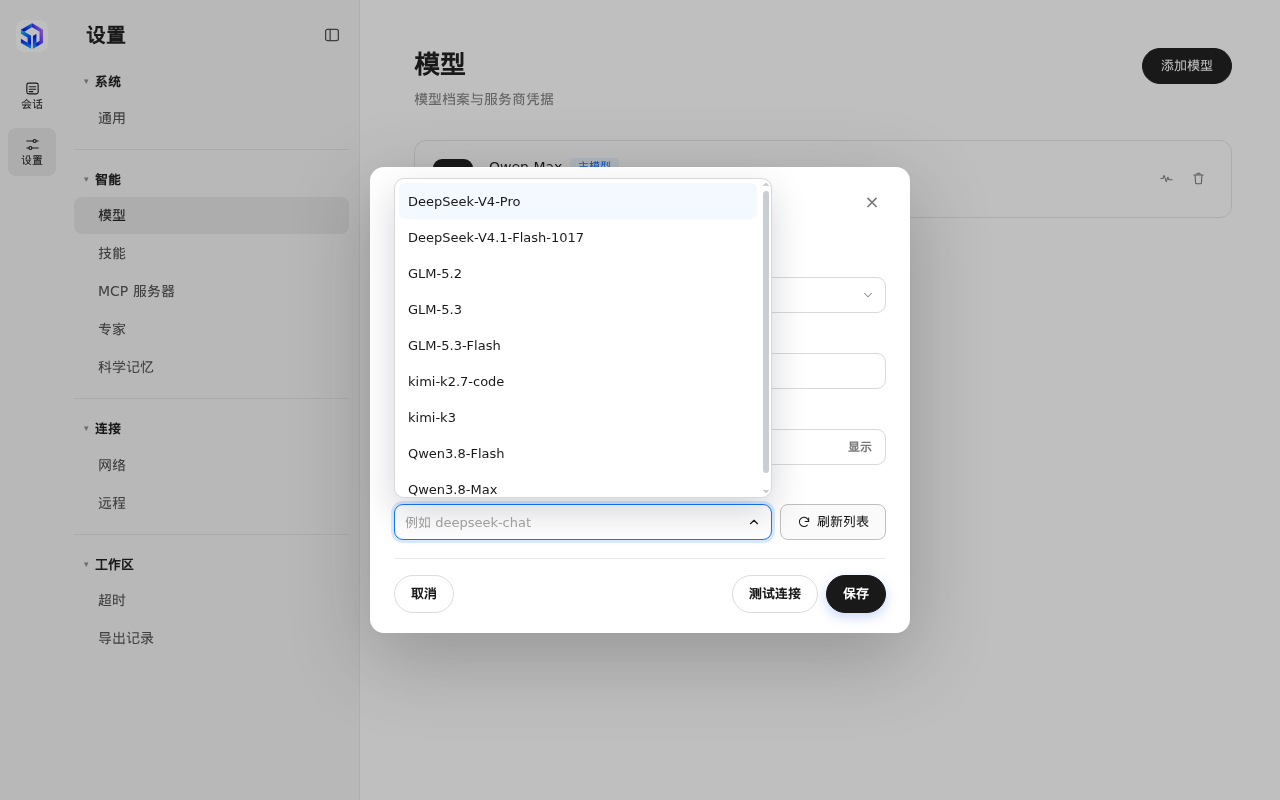 设置
会话
设置
系统
通用
智能
模型
技能
MCP 服务器
专家
科学记忆
连接
网络
远程
工作区
超时
导出记录
模型
添加模型
模型档案与服务商凭据
Qwen-Max 主模型
DeepSeek-V4-Pro
DeepSeek-V4.1-Flash-1017
GLM-5.2
GLM-5.3
GLM-5.3-Flash
kimi-k2.7-code
kimi-k3
Qwen3.8-Flash
Qwen3.8-Max
显示
例如 deepseek-chat
刷新列表
取消
测试连接
保存